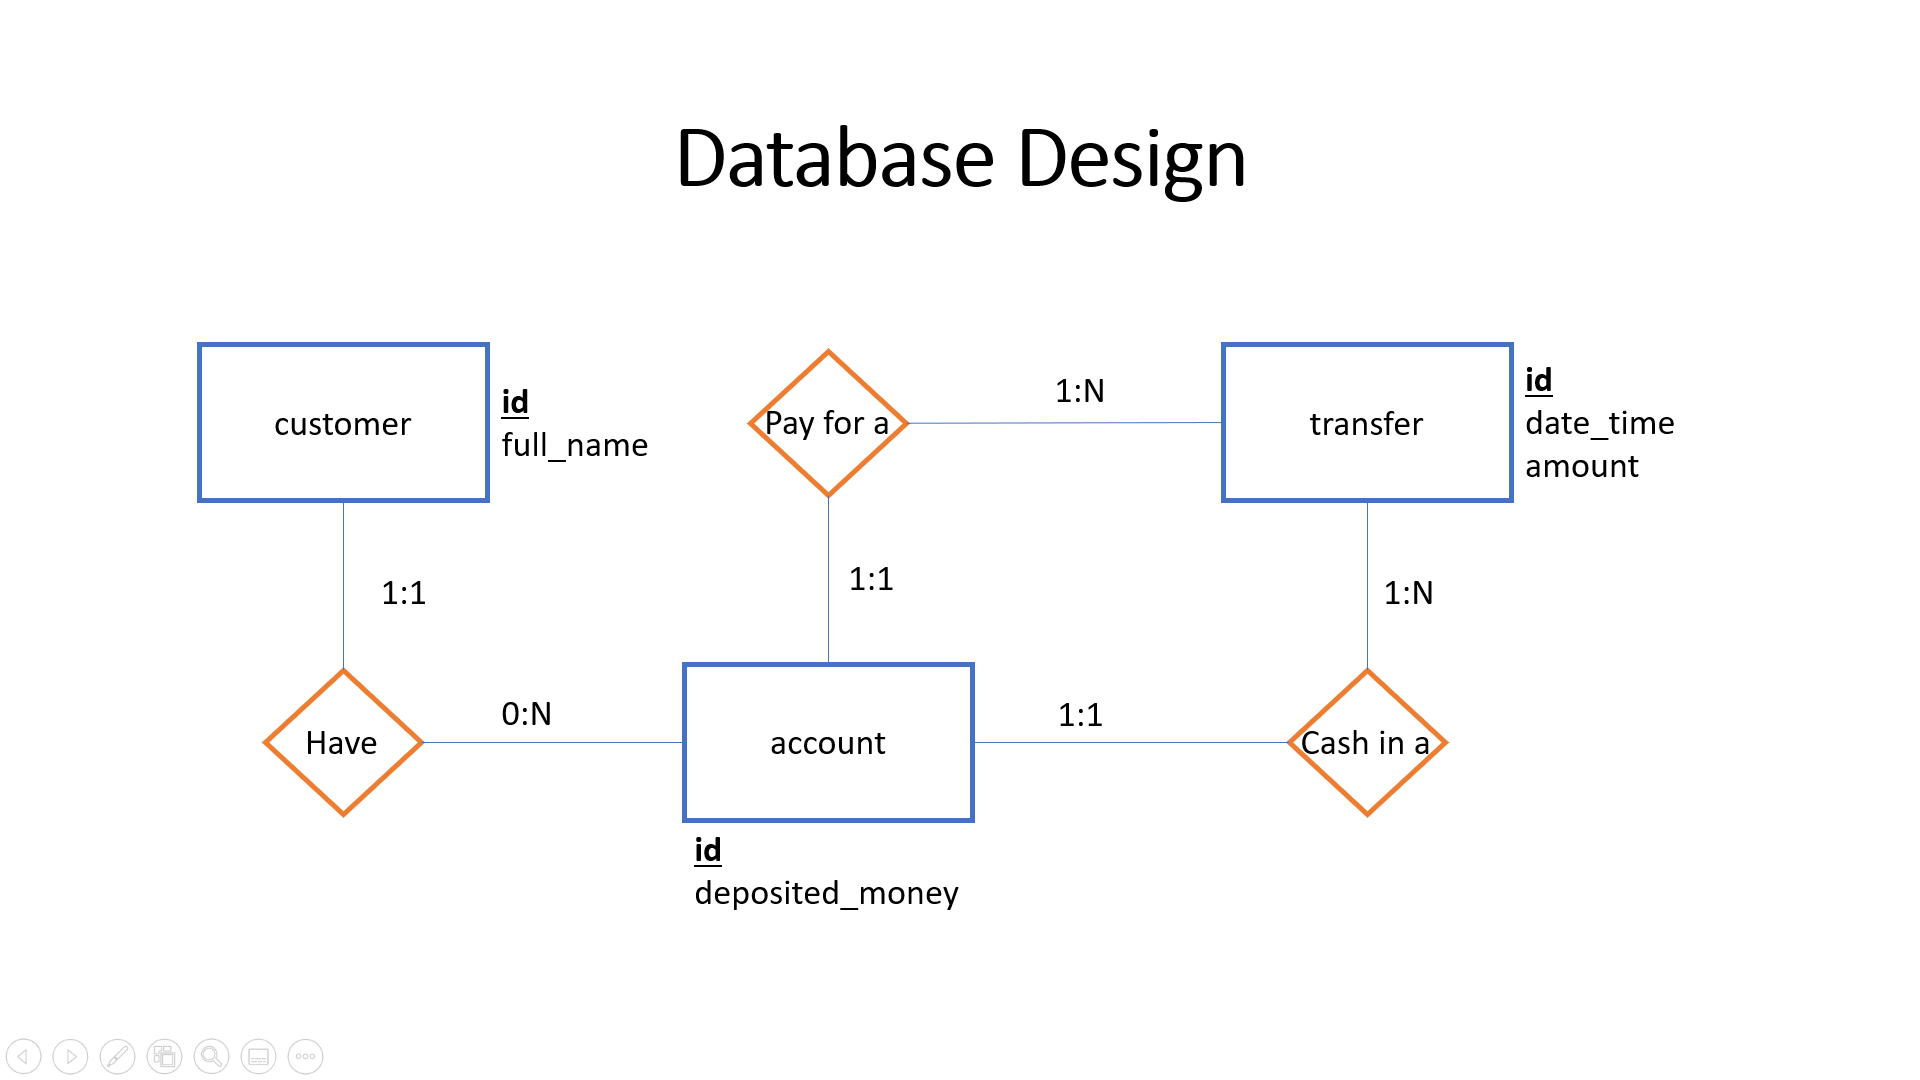 Database Design
customer
id
full_name
Pay for a
1:N
transfer
id
date_time
amount
1:1
1:1
1:N
Have
0:N
account
1:1
Cash in a
id
deposited_money